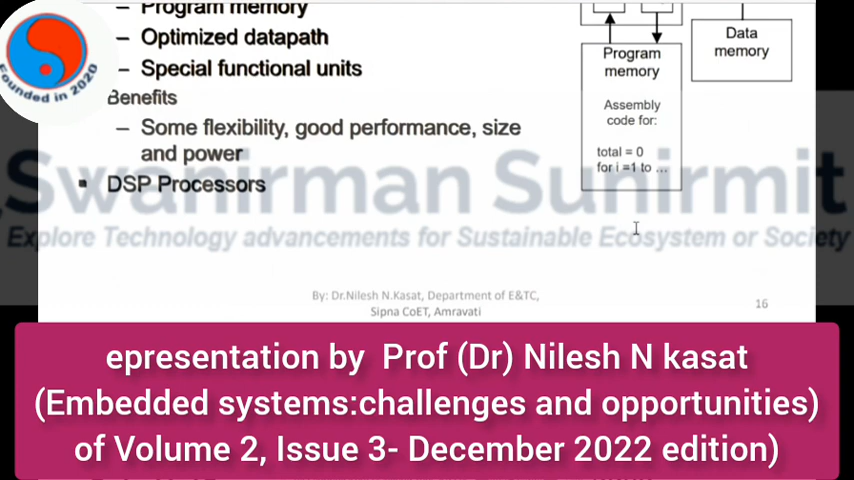 – Program memory
– Optimized datapath
– Special functional units
Benefits
– Some flexibility, good performance, size
and power
▪ DSP Processors
Program
memory
Assembly
code for:
total = 0
for i =1 to ...
Data
memory
Founded in 2020
Swanirman Sunirmit
Explore Technology advancements for Sustainable Ecosystem or Society
By: Dr.Nilesh N.Kasat, Department of E&TC,
Sipna CoET, Amravati
16
epresentation by Prof (Dr) Nilesh N kasat
(Embedded systems:challenges and opportunities)
of Volume 2, Issue 3- December 2022 edition)